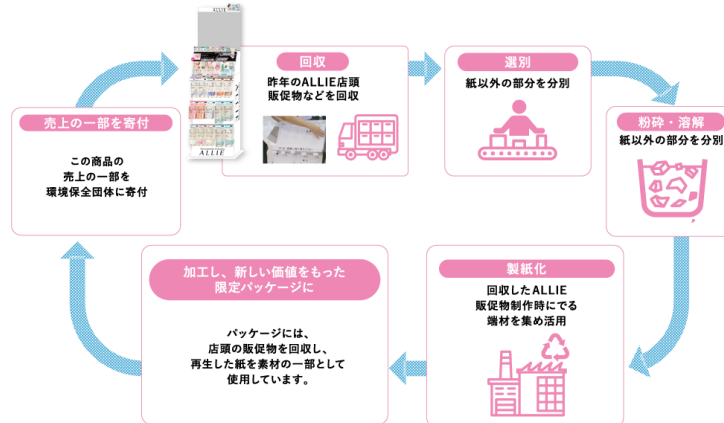 回収
昨年のALLIE店頭
販促物などを回収
選別
紙以外の部分を分別
粉砕・溶解
紙以外の部分を分別
製紙化
回収したALLIE
販促物制作時にでる
端材を集め活用
加工し、新しい価値をもった
限定パッケージに
パッケージには、
店頭の販促物を回収し、
再生した紙を素材の一部として
使用しています。
売上の一部を寄付
この商品の
売上の一部を
環境保全団体に寄付
ALLIE